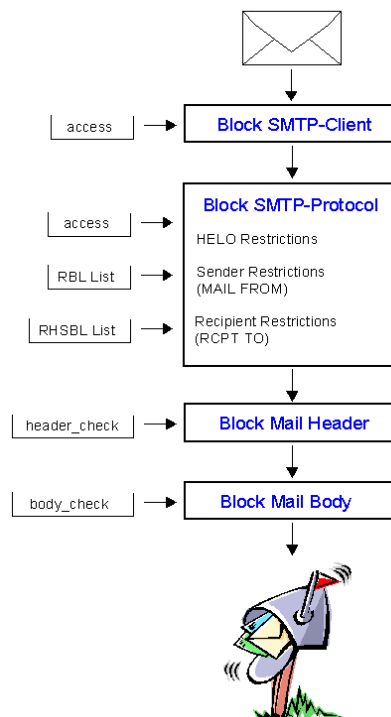 access
Block SMTP-Client
Block SMTP-Protocol
access
HELO Restrictions
RBL List
Sender Restrictions
(MAIL FROM)
RHSBL List
Recipient Restrictions
(RCPT TO)
header_check
Block Mail Header
body_check
Block Mail Body